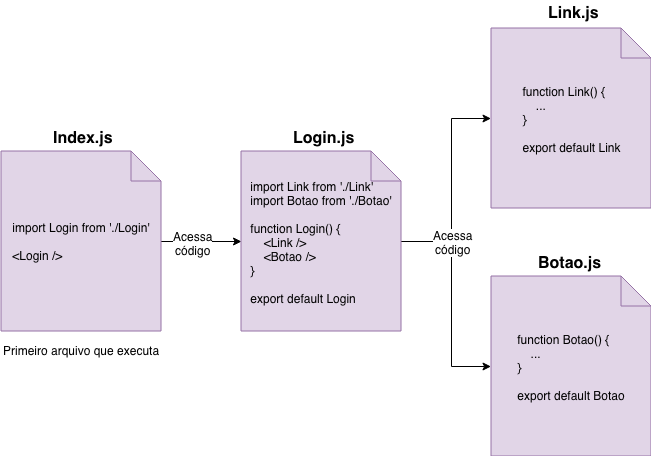 Index.js
import Login from './Login'
<Login />
Primeiro arquivo que executa
Acessa
código
Login.js
import Link from './Link'
import Botao from './Botao'
function Login() {
<Link />
<Botao />
}
export default Login
Acessa
código
Link.js
function Link() {
...
}
export default Link
Botao.js
function Botao() {
...
}
export default Botao